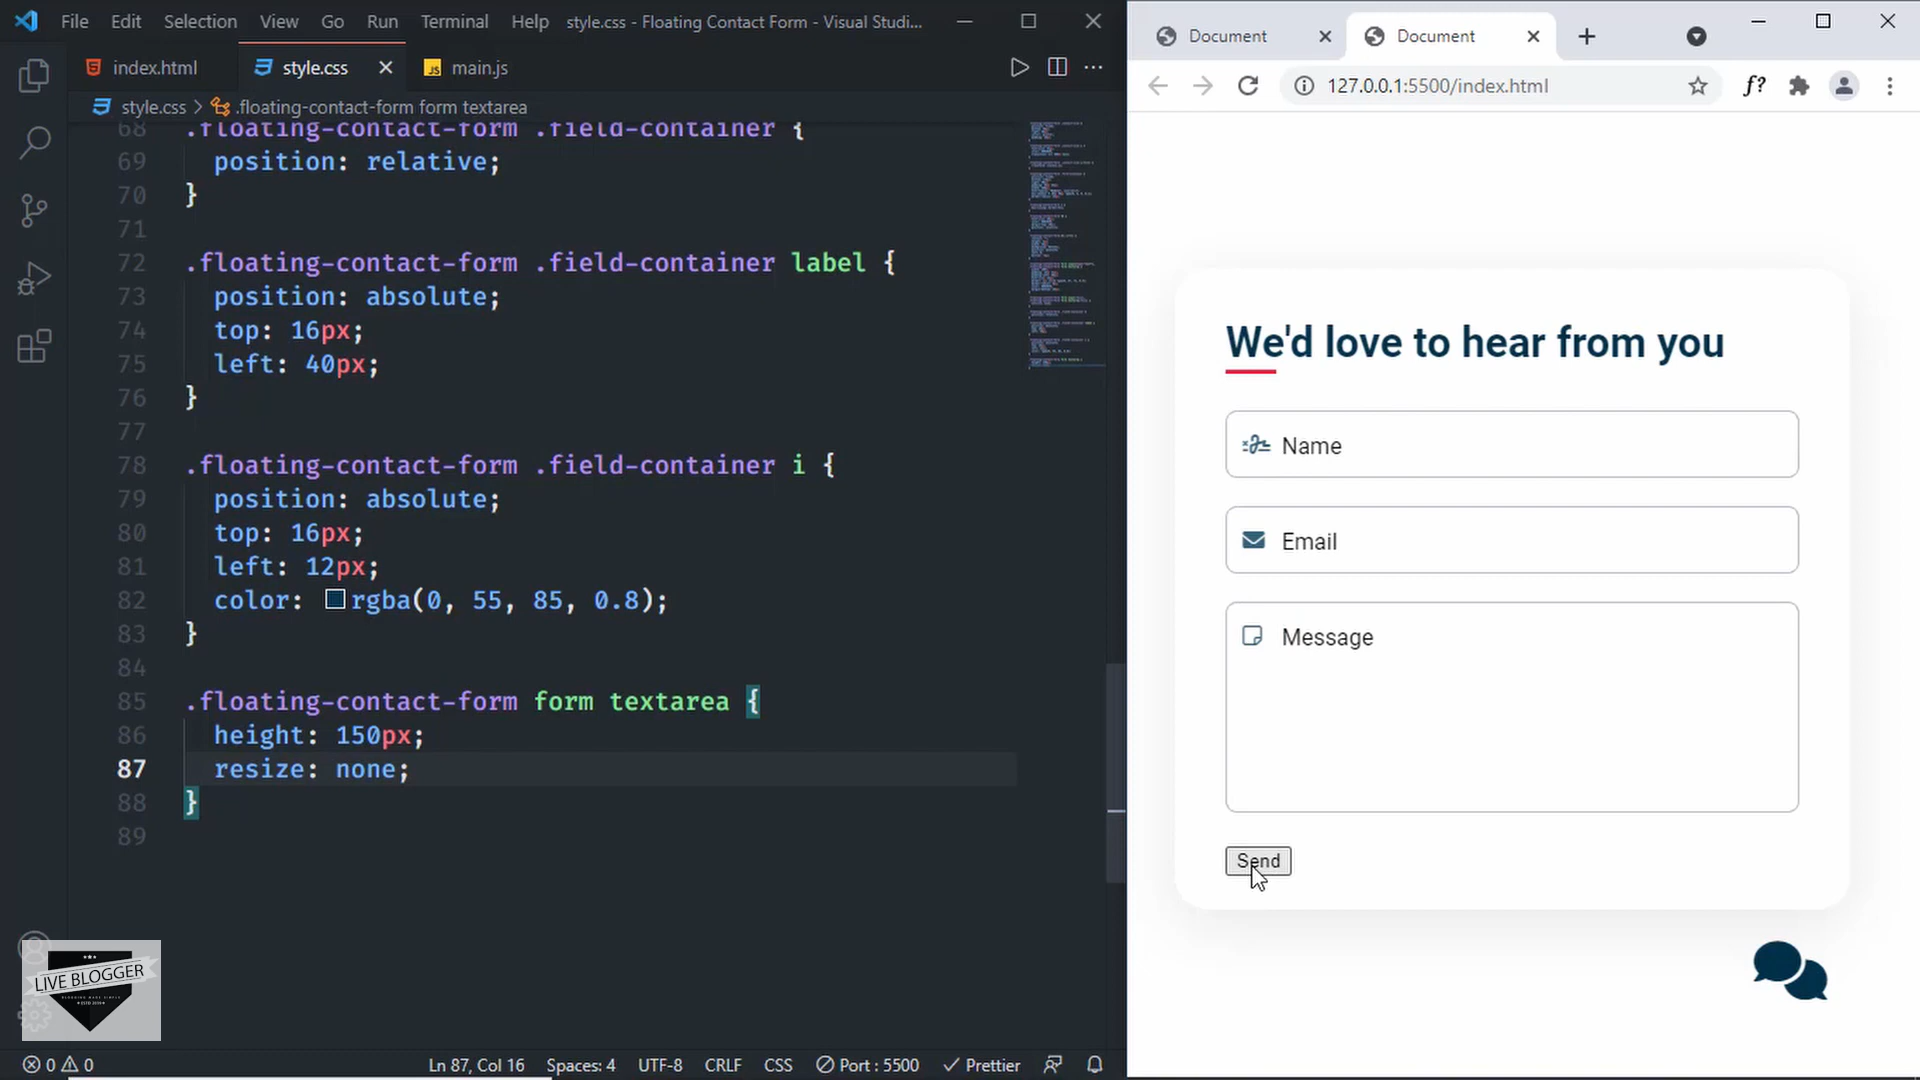 File Edit Selection View Go Run Terminal Help style.css - Floating Contact Form - Visual Studi...
index.html style.css main.js
style.css > .floating-contact-form form textarea
68 .floating-contact-form .field-container {
69 position: relative;
70 }
71
72 .floating-contact-form .field-container label {
73 position: absolute;
74 top: 16px;
75 left: 40px;
76 }
77
78 .floating-contact-form .field-container i {
79 position: absolute;
80 top: 16px;
81 left: 12px;
82 color: rgba(0, 55, 85, 0.8);
83 }
84
85 .floating-contact-form form textarea {
86 height: 150px;
87 resize: none;
88 }
89
LIVE BLOGGER
0 0 Ln 87, Col 16 Spaces: 4 UTF-8 CRLF CSS Port : 5500 Prettier
Document Document
127.0.0.1:5500/index.html f?
We'd love to hear from you
Name
Email
Message
Send